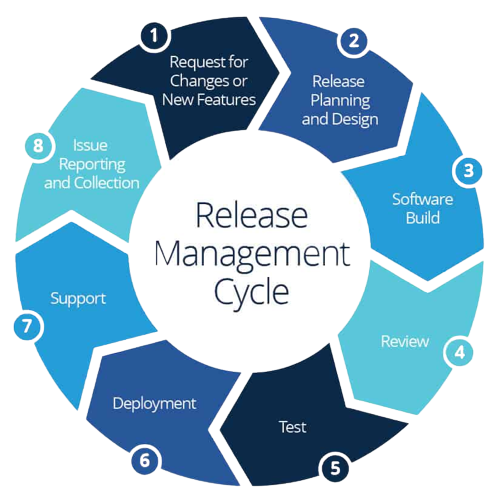 1
Request for
Changes or
New Features
2
Release
Planning
and Design
3
Software
Build
4
Review
5
Test
6
Deployment
7
Support
8
Issue
Reporting
and Collection
Release
Management
Cycle